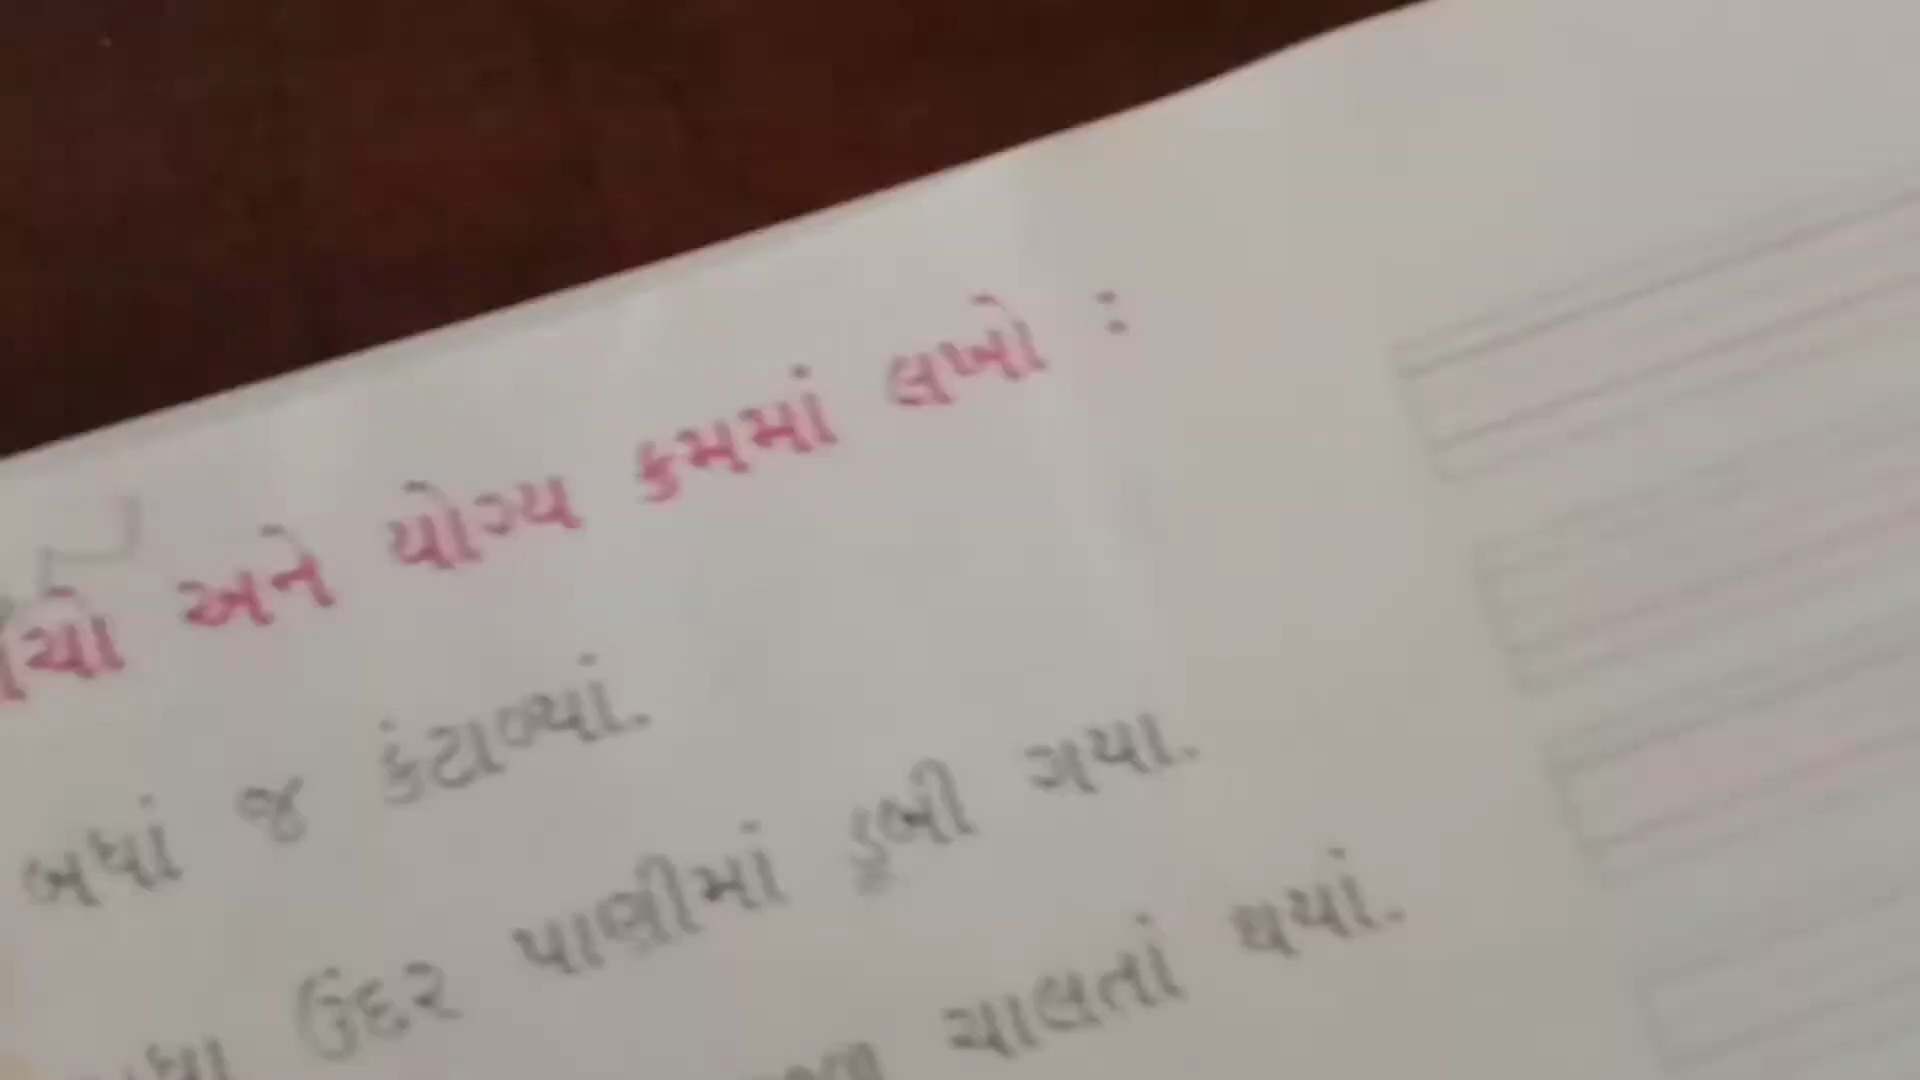 અને યોગ્ય ક્રમમાં લખો :
બધાં જ કંટાળ્યાં.
ઉંદર પાણીમાં ડૂબી ગયા.
ચાલતાં થયાં.